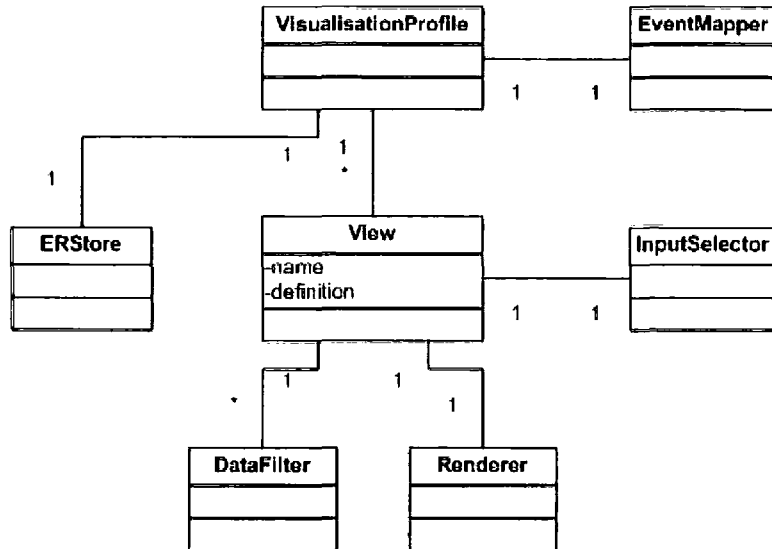 VisualisationProfile
EventMapper
1
1
1
1
1
*
ERStore
View
-name
-definition
InputSelector
1
1
1
1
*
1
DataFilter
Renderer